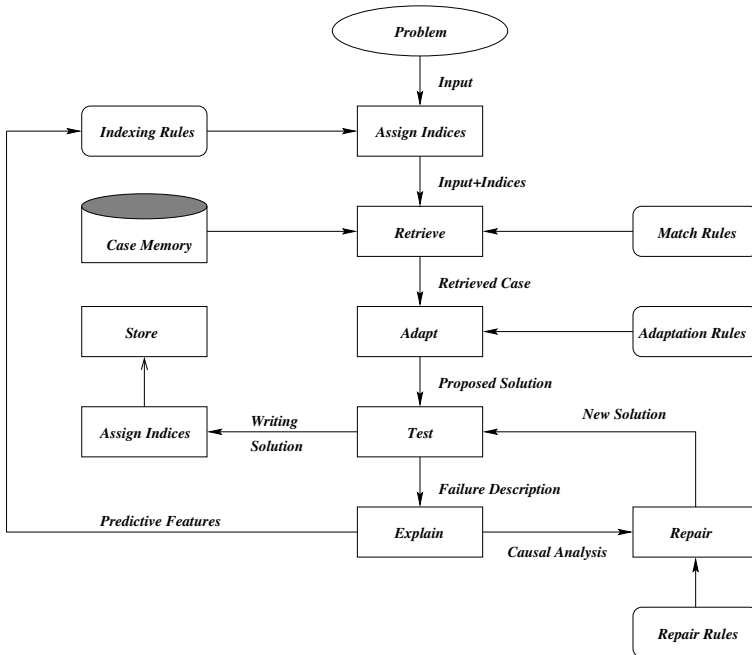 Problem
Input
Indexing Rules
Assign Indices
Input+Indices
Case Memory
Retrieve
Match Rules
Retrieved Case
Store
Adapt
Adaptation Rules
Proposed Solution
Assign Indices
Writing
Solution
Test
New Solution
Failure Description
Predictive Features
Explain
Causal Analysis
Repair
Repair Rules